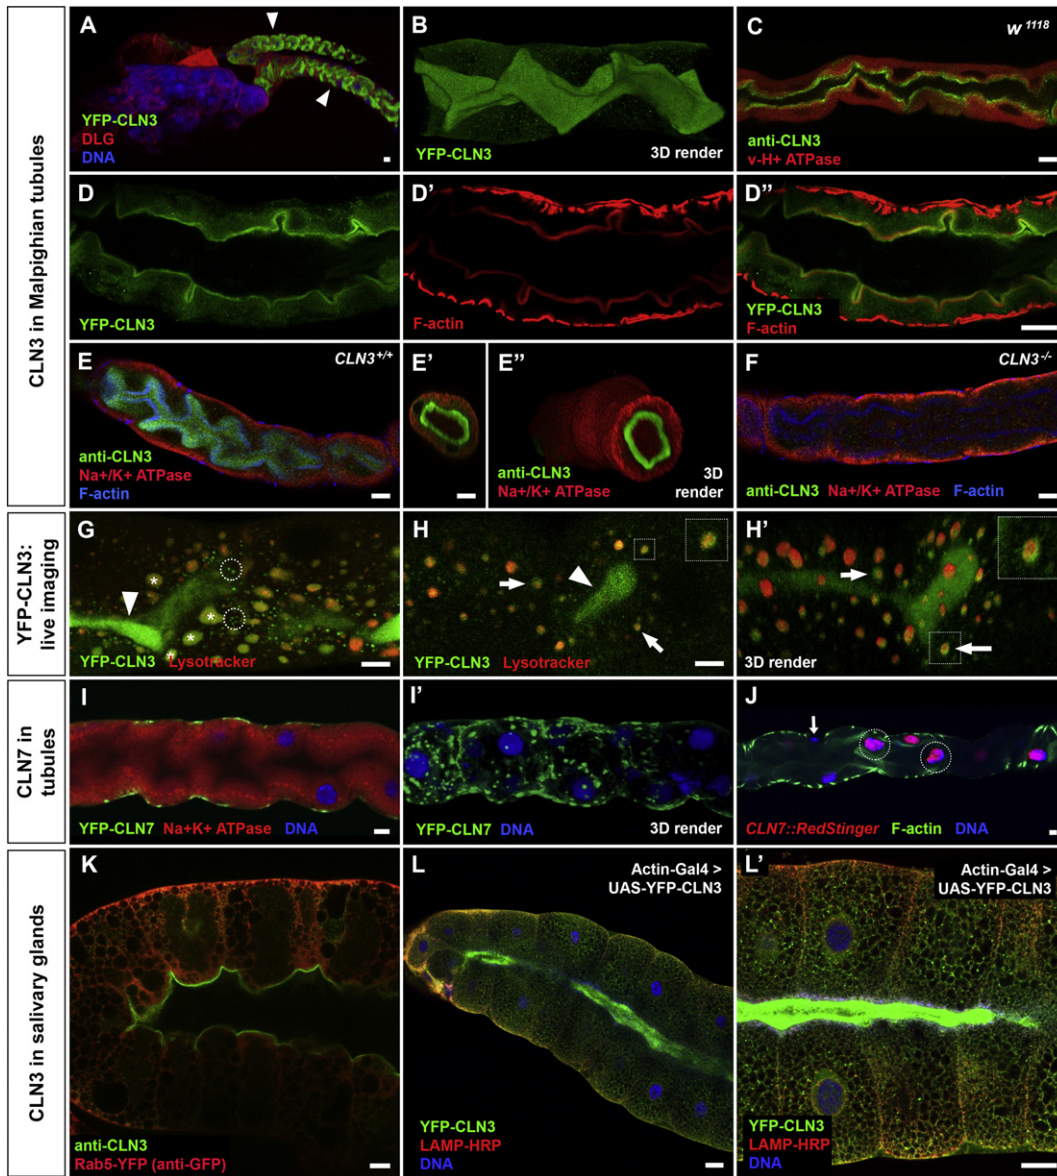 CLN3 in Malpighian tubules
A
YFP-CLN3
DLG
DNA
B
YFP-CLN3
3D render
C
w1118
anti-CLN3
v-H+ ATPase
D
YFP-CLN3
D'
F-actin
D"
YFP-CLN3
F-actin
E
CLN3+/+
anti-CLN3
Na+/K+ ATPase
F-actin
E'
E"
anti-CLN3
Na+/K+ ATPase
3D
render
F
CLN3-/-
anti-CLN3 Na+/K+ ATPase F-actin
YFP-CLN3:
live imaging
G
YFP-CLN3 Lysotracker
H
YFP-CLN3 Lysotracker
H'
3D render
CLN7 in
tubules
I
YFP-CLN7 Na+K+ ATPase DNA
I'
YFP-CLN7 DNA 3D render
J
CLN7::RedStinger F-actin DNA
CLN3 in salivary glands
K
anti-CLN3
Rab5-YFP (anti-GFP)
L
Actin-Gal4 >
UAS-YFP-CLN3
YFP-CLN3
LAMP-HRP
DNA
L'
Actin-Gal4 >
UAS-YFP-CLN3
YFP-CLN3
LAMP-HRP
DNA